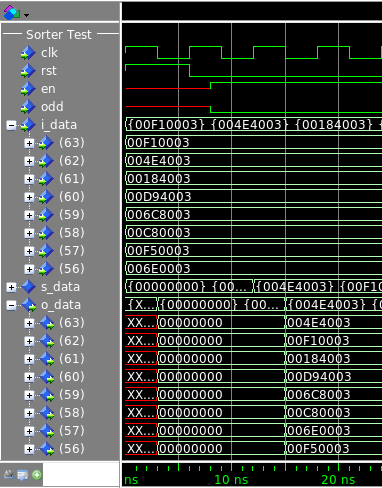 Sorter Test
clk
rst
en
odd
i_data {00F10003} {004E4003} {00184003}
(63) 00F10003
(62) 004E4003
(61) 00184003
(60) 00D94003
(59) 006C8003
(58) 00C80003
(57) 00F50003
(56) 006E0003
s_data {00000000} {00... {004E4003} {00F10
o_data {X... {00000000} {00... {004E4003} {0
(63) XX... 00000000 004E4003
(62) XX... 00000000 00F10003
(61) XX... 00000000 00184003
(60) XX... 00000000 00D94003
(59) XX... 00000000 006C8003
(58) XX... 00000000 00C80003
(57) XX... 00000000 006E0003
(56) XX... 00000000 00F50003
ns 10 ns 20 ns